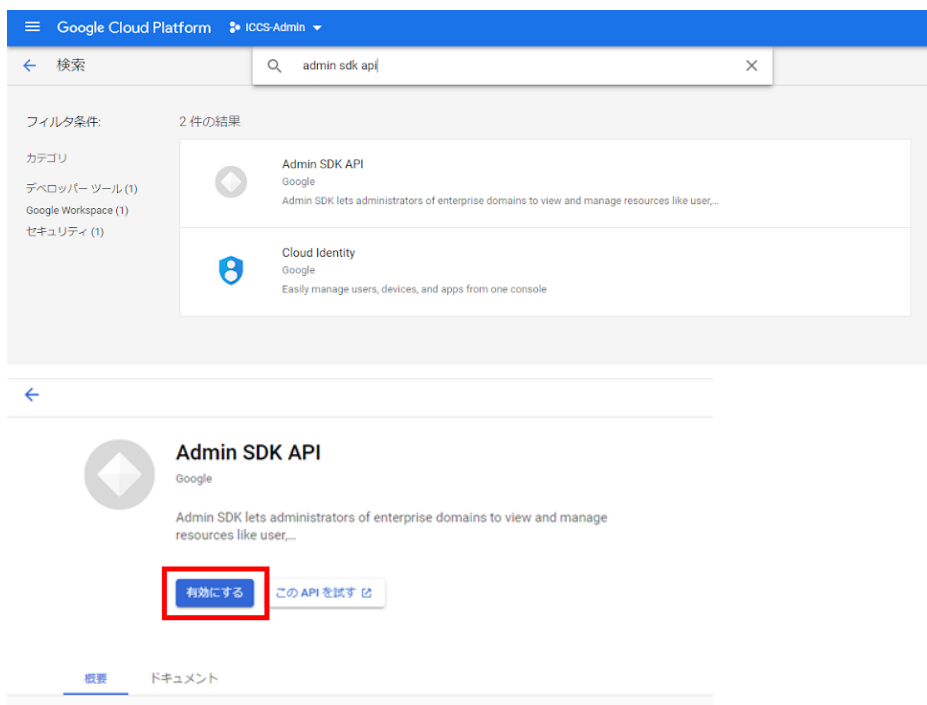 Google Cloud Platform ICCS-Admin
検索 admin sdk api
フィルタ条件:
2 件の結果
カテゴリ
デベロッパー ツール (1)
Google Workspace (1)
セキュリティ (1)
Admin SDK API
Google
Admin SDK lets administrators of enterprise domains to view and manage resources like user,...
Cloud Identity
Google
Easily manage users, devices, and apps from one console
Admin SDK API
Google
Admin SDK lets administrators of enterprise domains to view and manage
resources like user,...
有効にする この API を試す
概要 ドキュメント